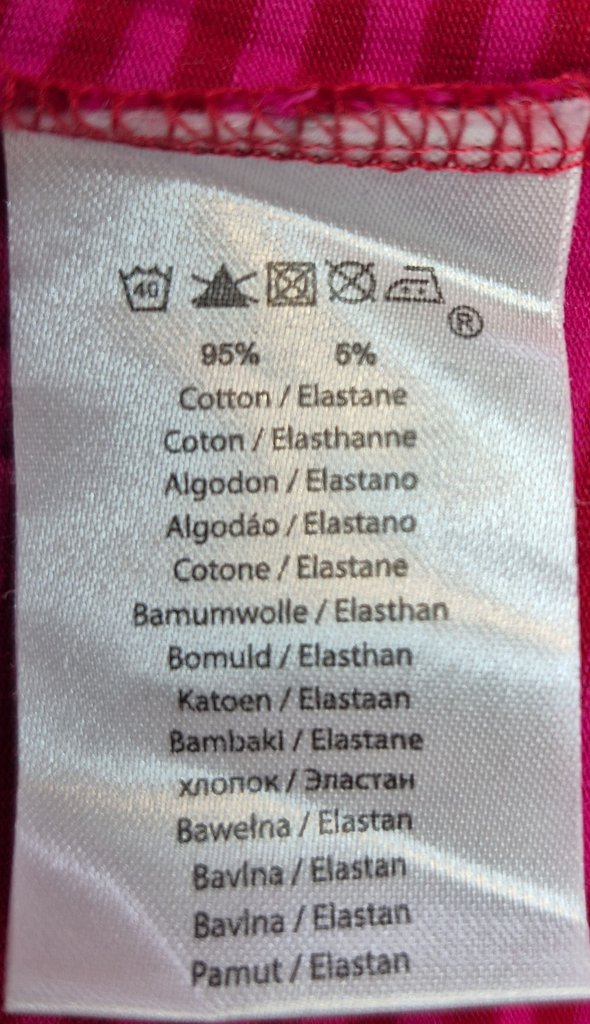 40
®
95% 5%
Cotton / Elastane
Coton / Elasthanne
Algodon / Elastano
Algodáo / Elastano
Cotone / Elastane
Bamumwolle / Elasthan
Bomuld / Elasthan
Katoen / Elastaan
Bambaki / Elastane
хлопок / Эластан
Bawełna / Elastan
Bavlna / Elastan
Bavlna / Elastan
Pamut / Elastan